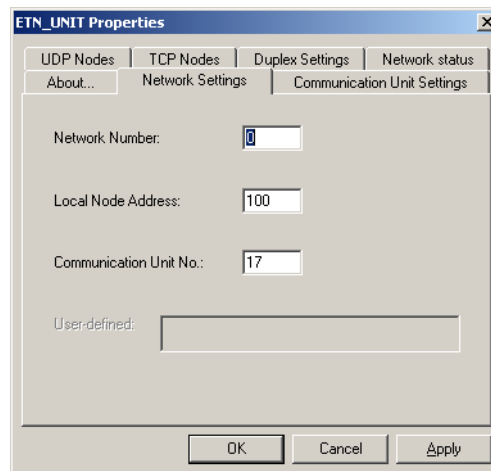 ETN_UNIT Properties
UDP Nodes TCP Nodes Duplex Settings Network status
About... Network Settings Communication Unit Settings
Network Number: 0
Local Node Address: 100
Communication Unit No.: 17
User-defined:
OK Cancel Apply